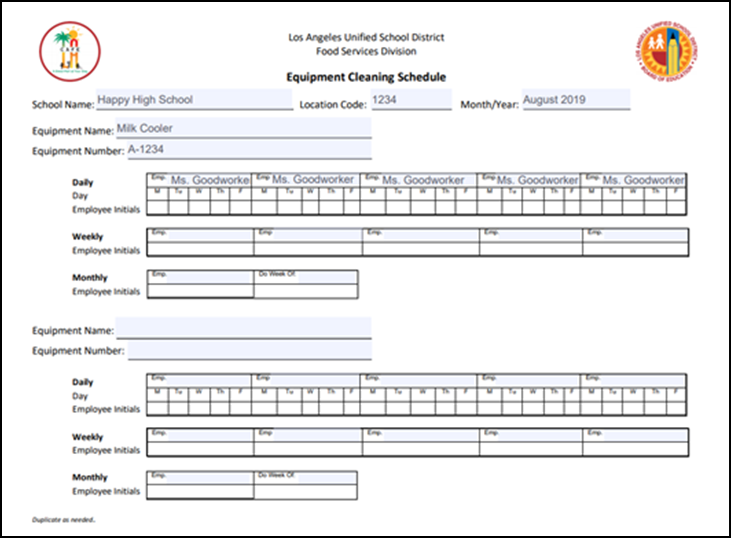 Los Angeles Unified School District
Food Services Division
Equipment Cleaning Schedule
School Name: Happy High School Location Code: 1234 Month/Year: August 2019
Equipment Name: Milk Cooler
Equipment Number: A-1234
Daily Emp. Ms. Goodworker Emp Ms. Goodworker Emp. Ms. Goodworker Emp. Ms. Goodworker Emp. Ms. Goodworker
Day M Tu W Th F M Tu W Th F M Tu W Th F M Tu W Th F M Tu W Th F
Employee Initials
Weekly Emp. Emp Emp. Emp. Emp.
Employee Initials
Monthly Emp. Do Week Of:
Employee Initials
Equipment Name:
Equipment Number:
Daily Emp. Emp Emp. Emp. Emp.
Day M Tu W Th F M Tu W Th F M Tu W Th F M Tu W Th F M Tu W Th F
Employee Initials
Weekly Emp. Emp Emp. Emp. Emp.
Employee Initials
Monthly Emp. Do Week Of:
Employee Initials
Duplicate as needed.
LOS ANGELES UNIFIED SCHOOL DISTRICT
BOARD OF EDUCATION